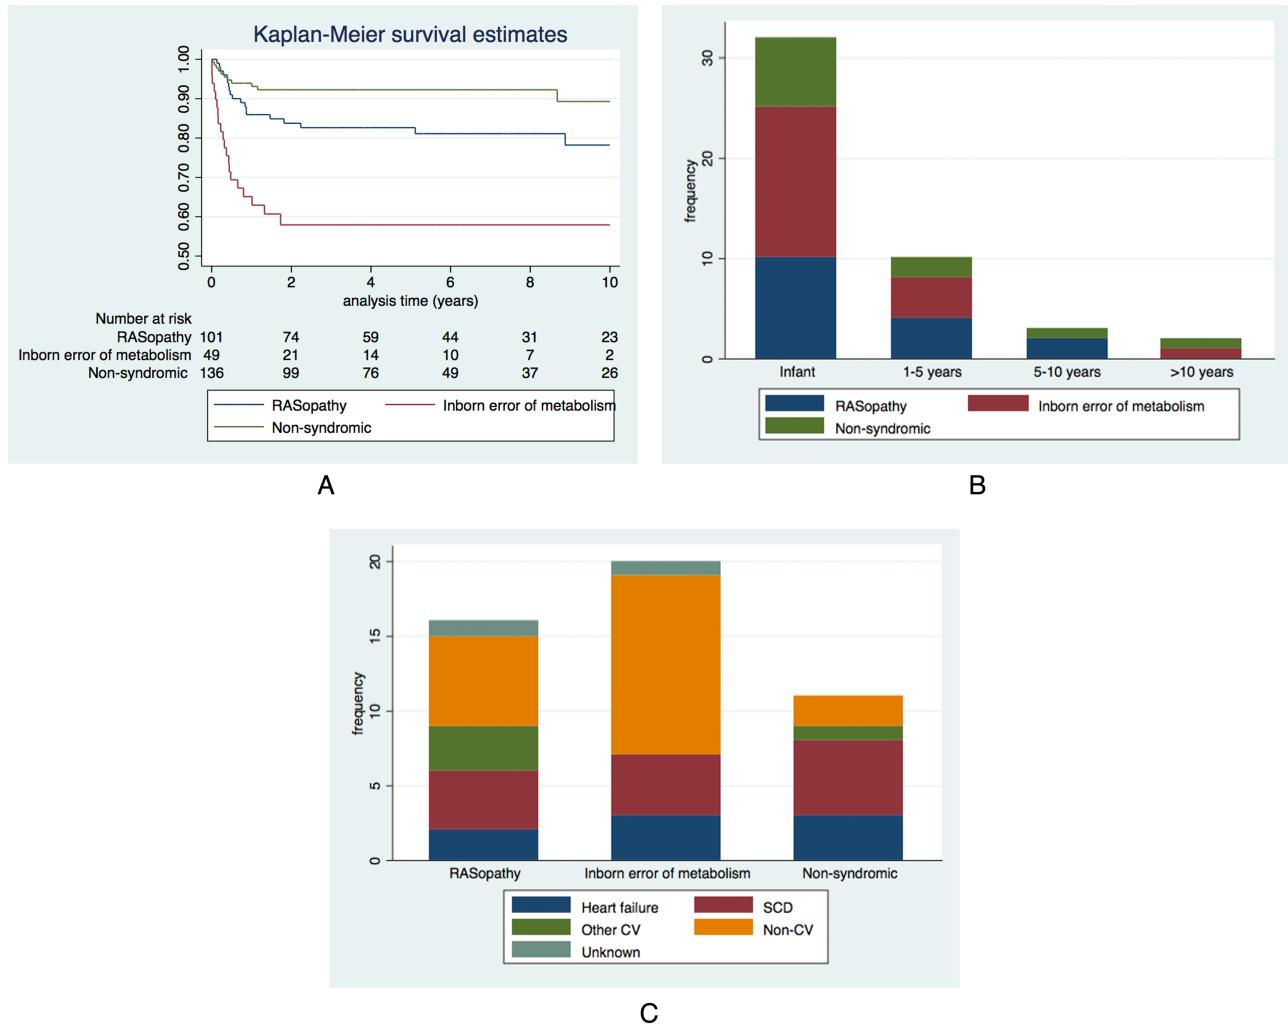 Kaplan-Meier survival estimates
1.00
0.90
0.80
0.70
0.60
0.50
0 2 4 6 8 10
analysis time (years)
Number at risk
RASopathy 101 74 59 44 31 23
Inborn error of metabolism 49 21 14 10 7 2
Non-syndromic 136 99 76 49 37 26
RASopathy Inborn error of metabolism
Non-syndromic
A
frequency
30
20
10
0
Infant 1-5 years 5-10 years >10 years
RASopathy Inborn error of metabolism
Non-syndromic
B
frequency
20
15
10
5
0
RASopathy Inborn error of metabolism Non-syndromic
Heart failure SCD
Other CV Non-CV
Unknown
C